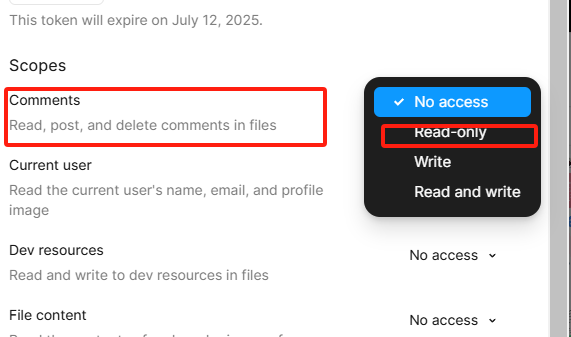 This token will expire on July 12, 2025.
Scopes
Comments
Read, post, and delete comments in files
No access
Read-only
Write
Read and write
Current user
Read the current user's name, email, and profile
image
Dev resources
Read and write to dev resources in files
No access
File content
No access